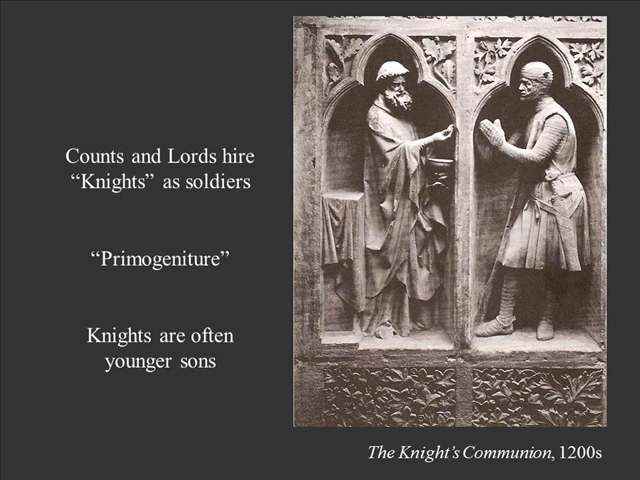 Counts and Lords hire
“Knights” as soldiers
“Primogeniture”
Knights are often
younger sons
The Knight’s Communion, 1200s